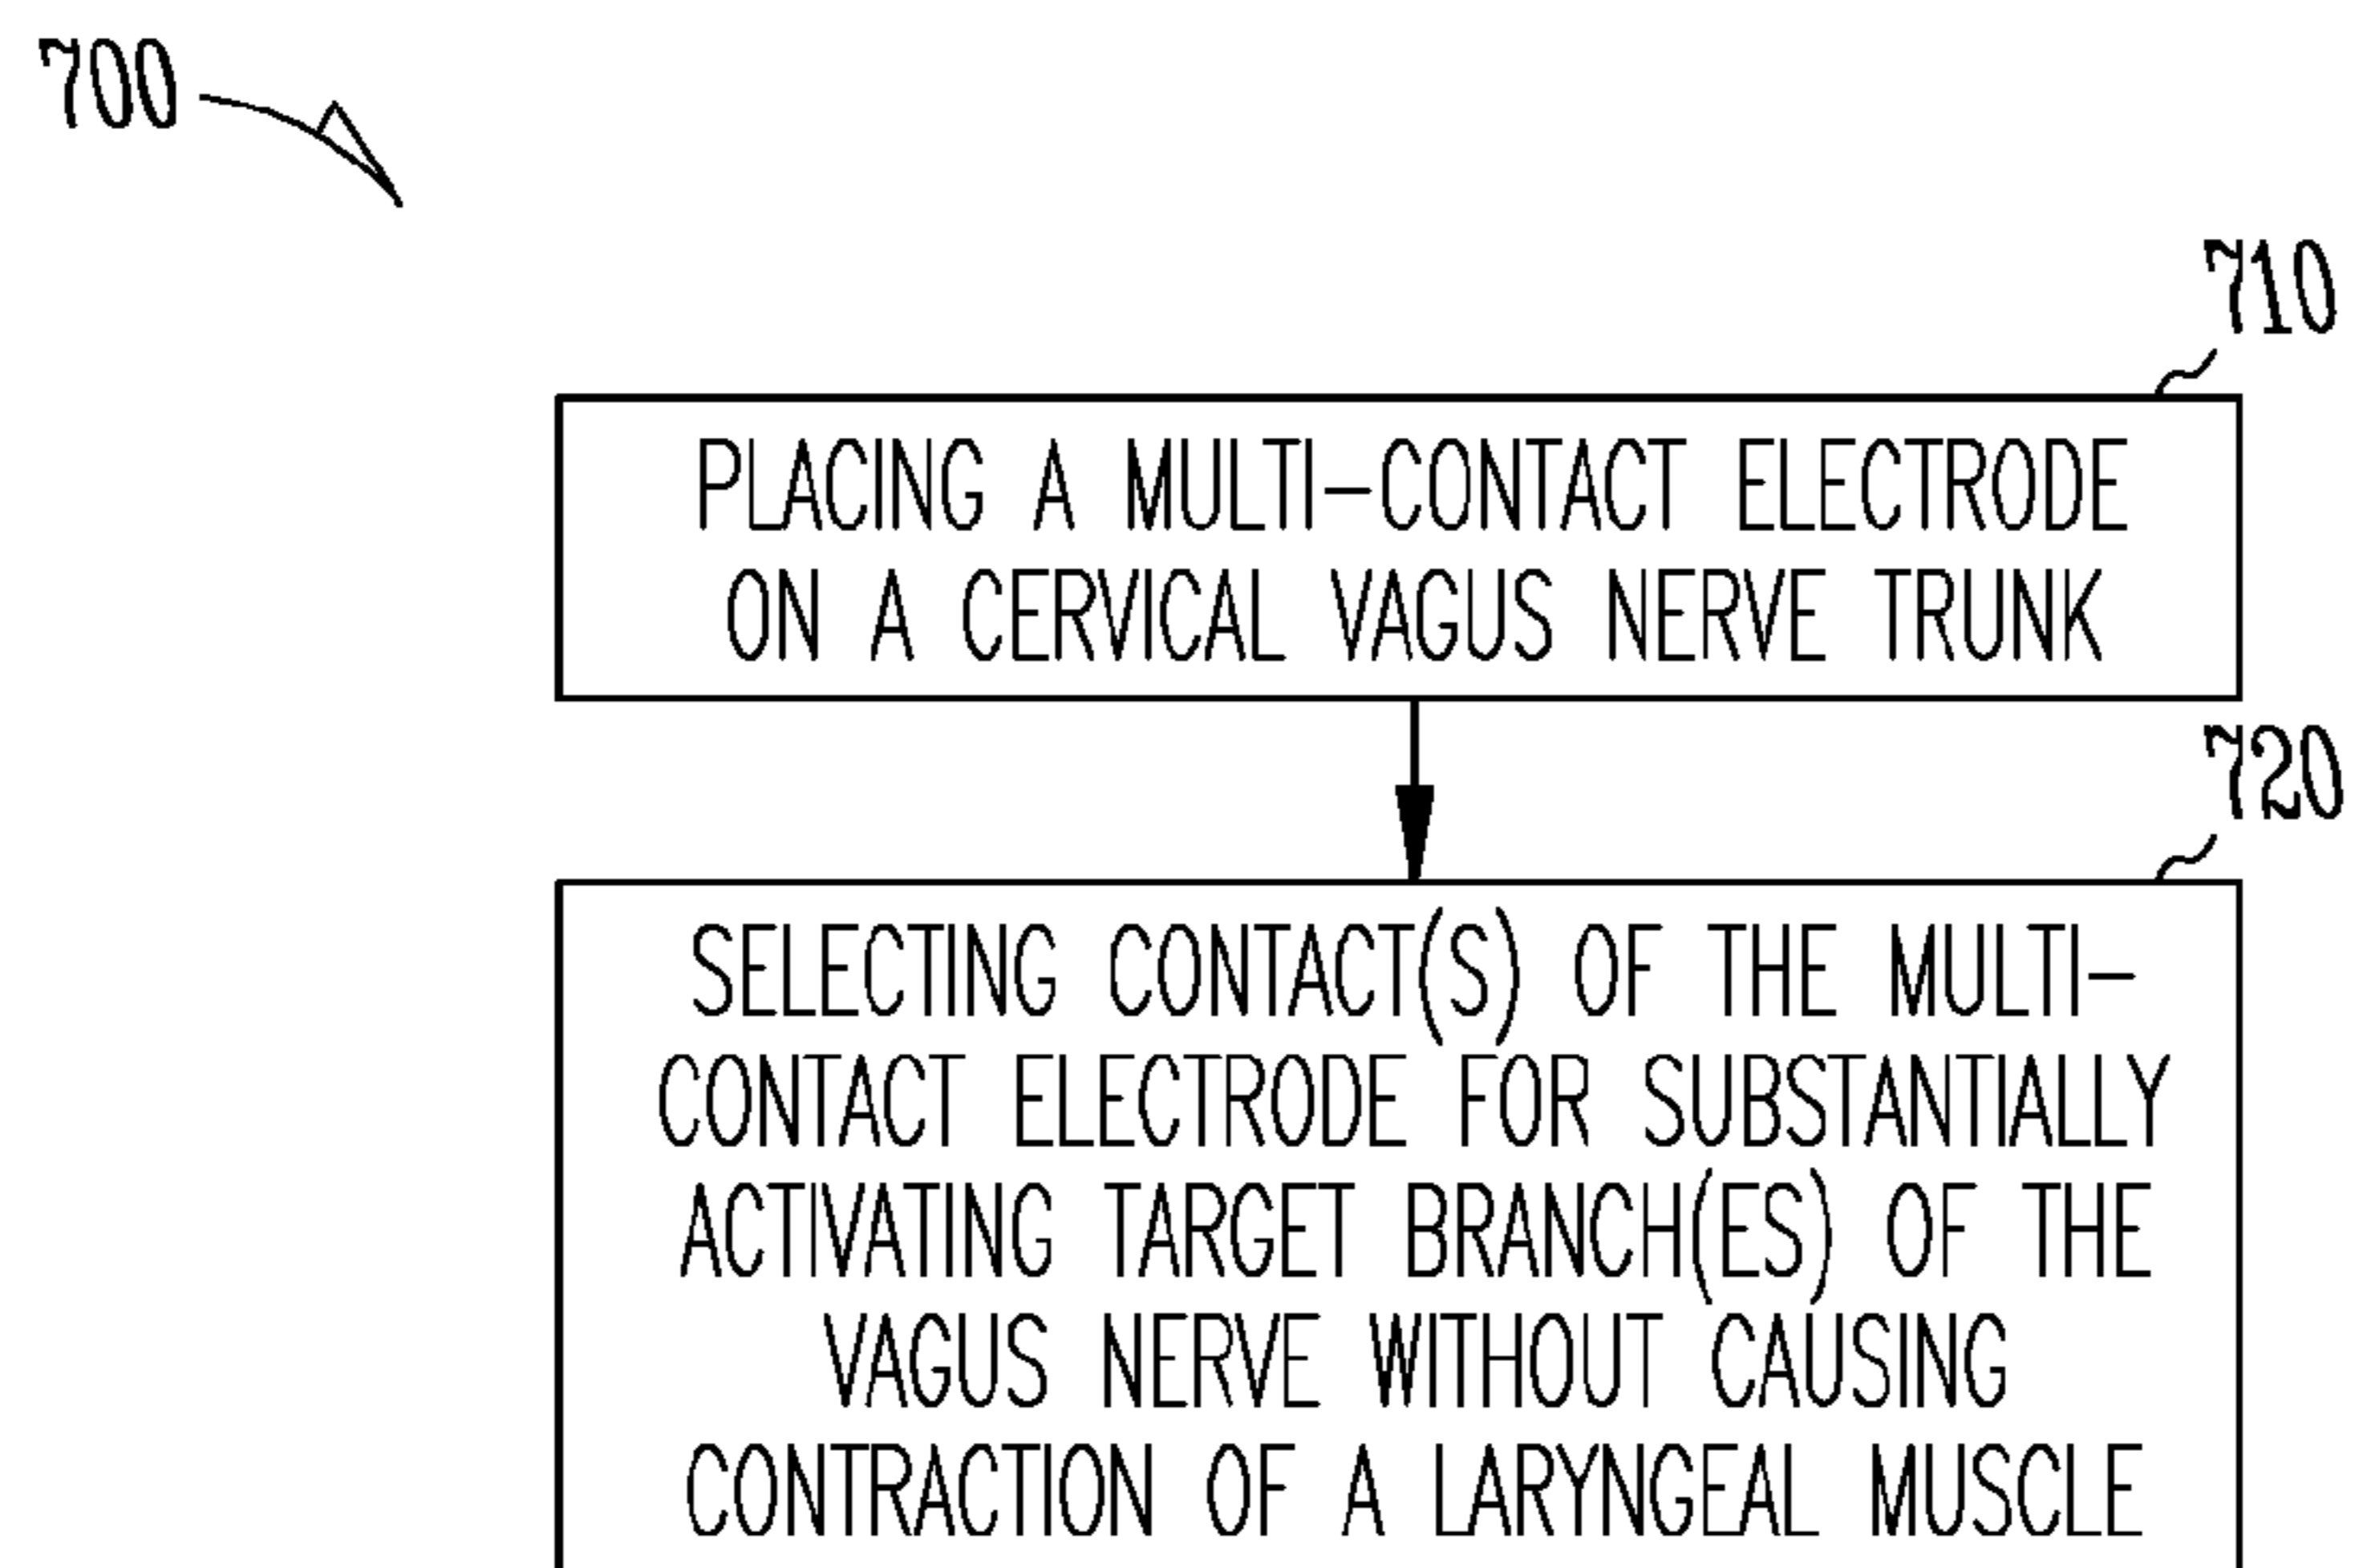 700
710
PLACING A MULTI-CONTACT ELECTRODE
ON A CERVICAL VAGUS NERVE TRUNK
720
SELECTING CONTACT(S) OF THE MULTI-
CONTACT ELECTRODE FOR SUBSTANTIALLY
ACTIVATING TARGET BRANCH(ES) OF THE
VAGUS NERVE WITHOUT CAUSING
CONTRACTION OF A LARYNGEAL MUSCLE